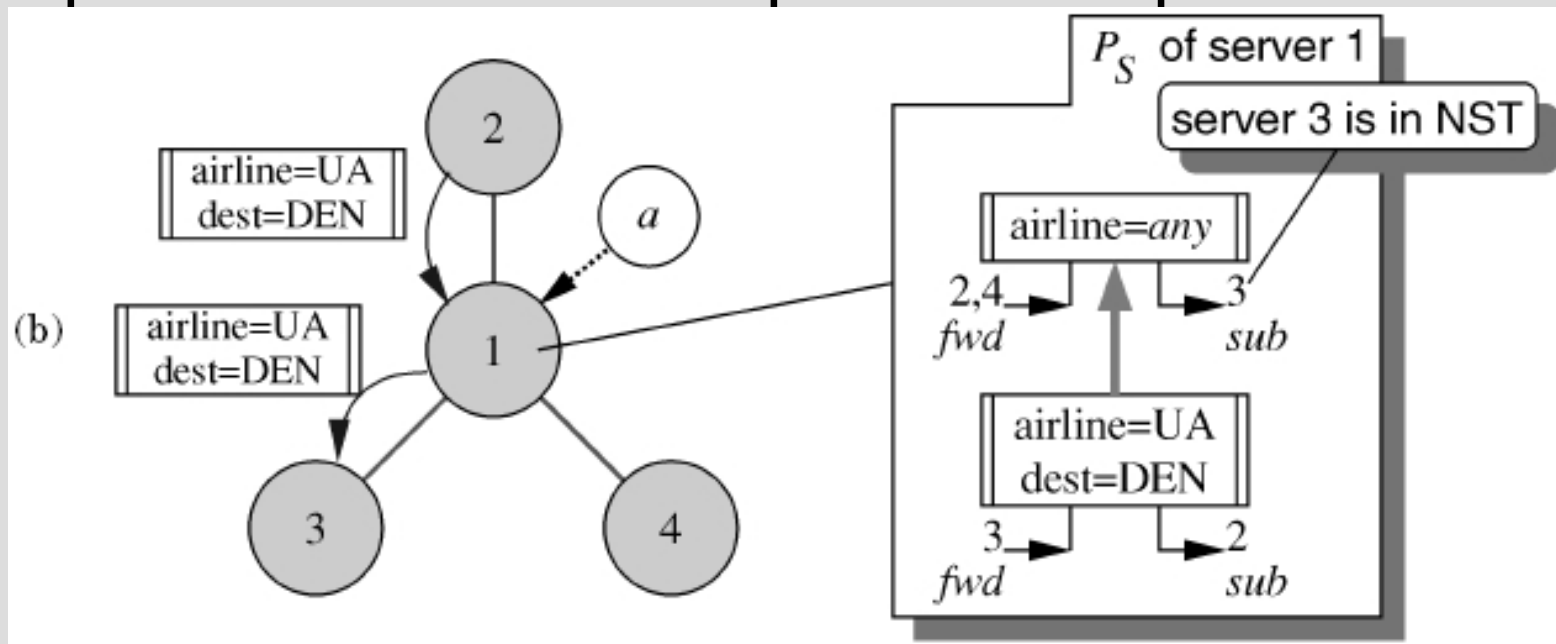 (b)
2
airline=UA
dest=DEN
a
airline=UA
dest=DEN
1
3
4
P_S of server 1
server 3 is in NST
airline=any
2,4
fwd
3
sub
airline=UA
dest=DEN
3
fwd
2
sub